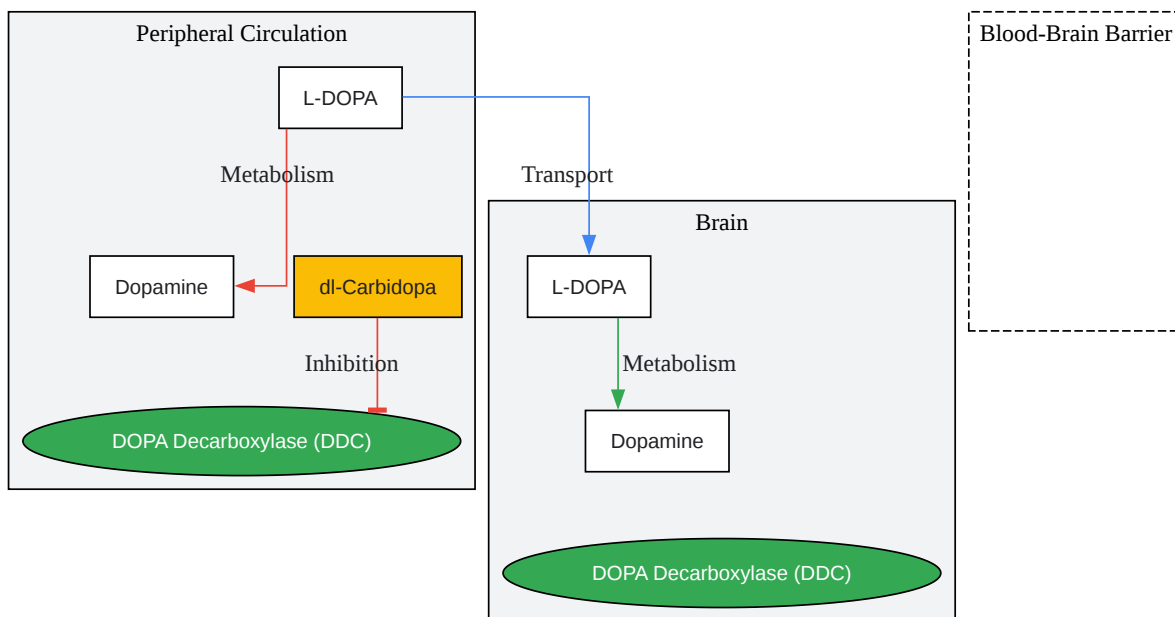 Peripheral Circulation
L-DOPA
Metabolism
Dopamine
dl-Carbidopa
Inhibition
DOPA Decarboxylase (DDC)
Transport
Brain
L-DOPA
Metabolism
Dopamine
DOPA Decarboxylase (DDC)
Blood-Brain Barrier